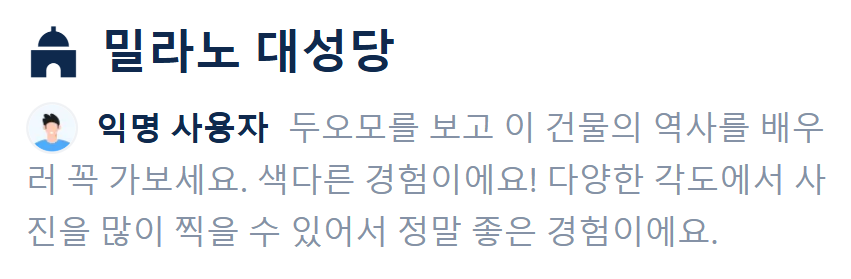 밀라노 대성당
익명 사용자 두오모를 보고 이 건물의 역사를 배우
러 꼭 가보세요. 색다른 경험이에요! 다양한 각도에서 사
진을 많이 찍을 수 있어서 정말 좋은 경험이에요.